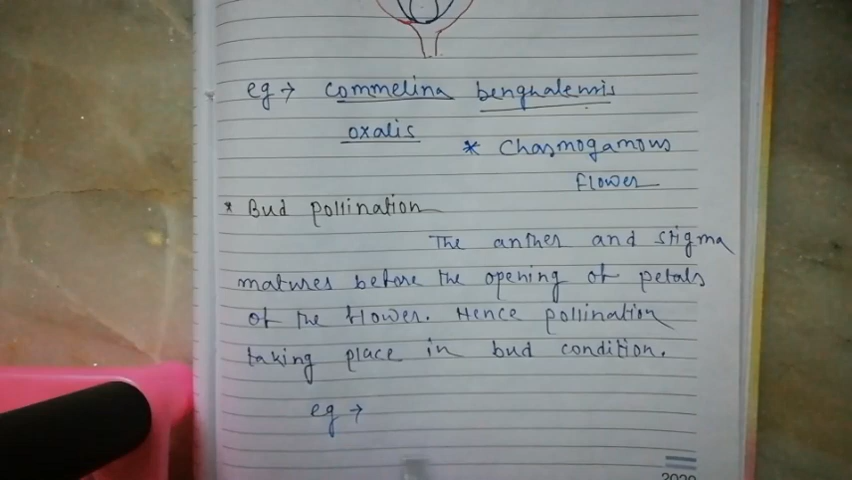 eg → commelina benghalensis
oxalis
* Chasmogamous
flower
* Bud pollination
The anther and stigma
matures before the opening of petals
of the flower. Hence pollination
taking place in bud condition.
eg →
2020